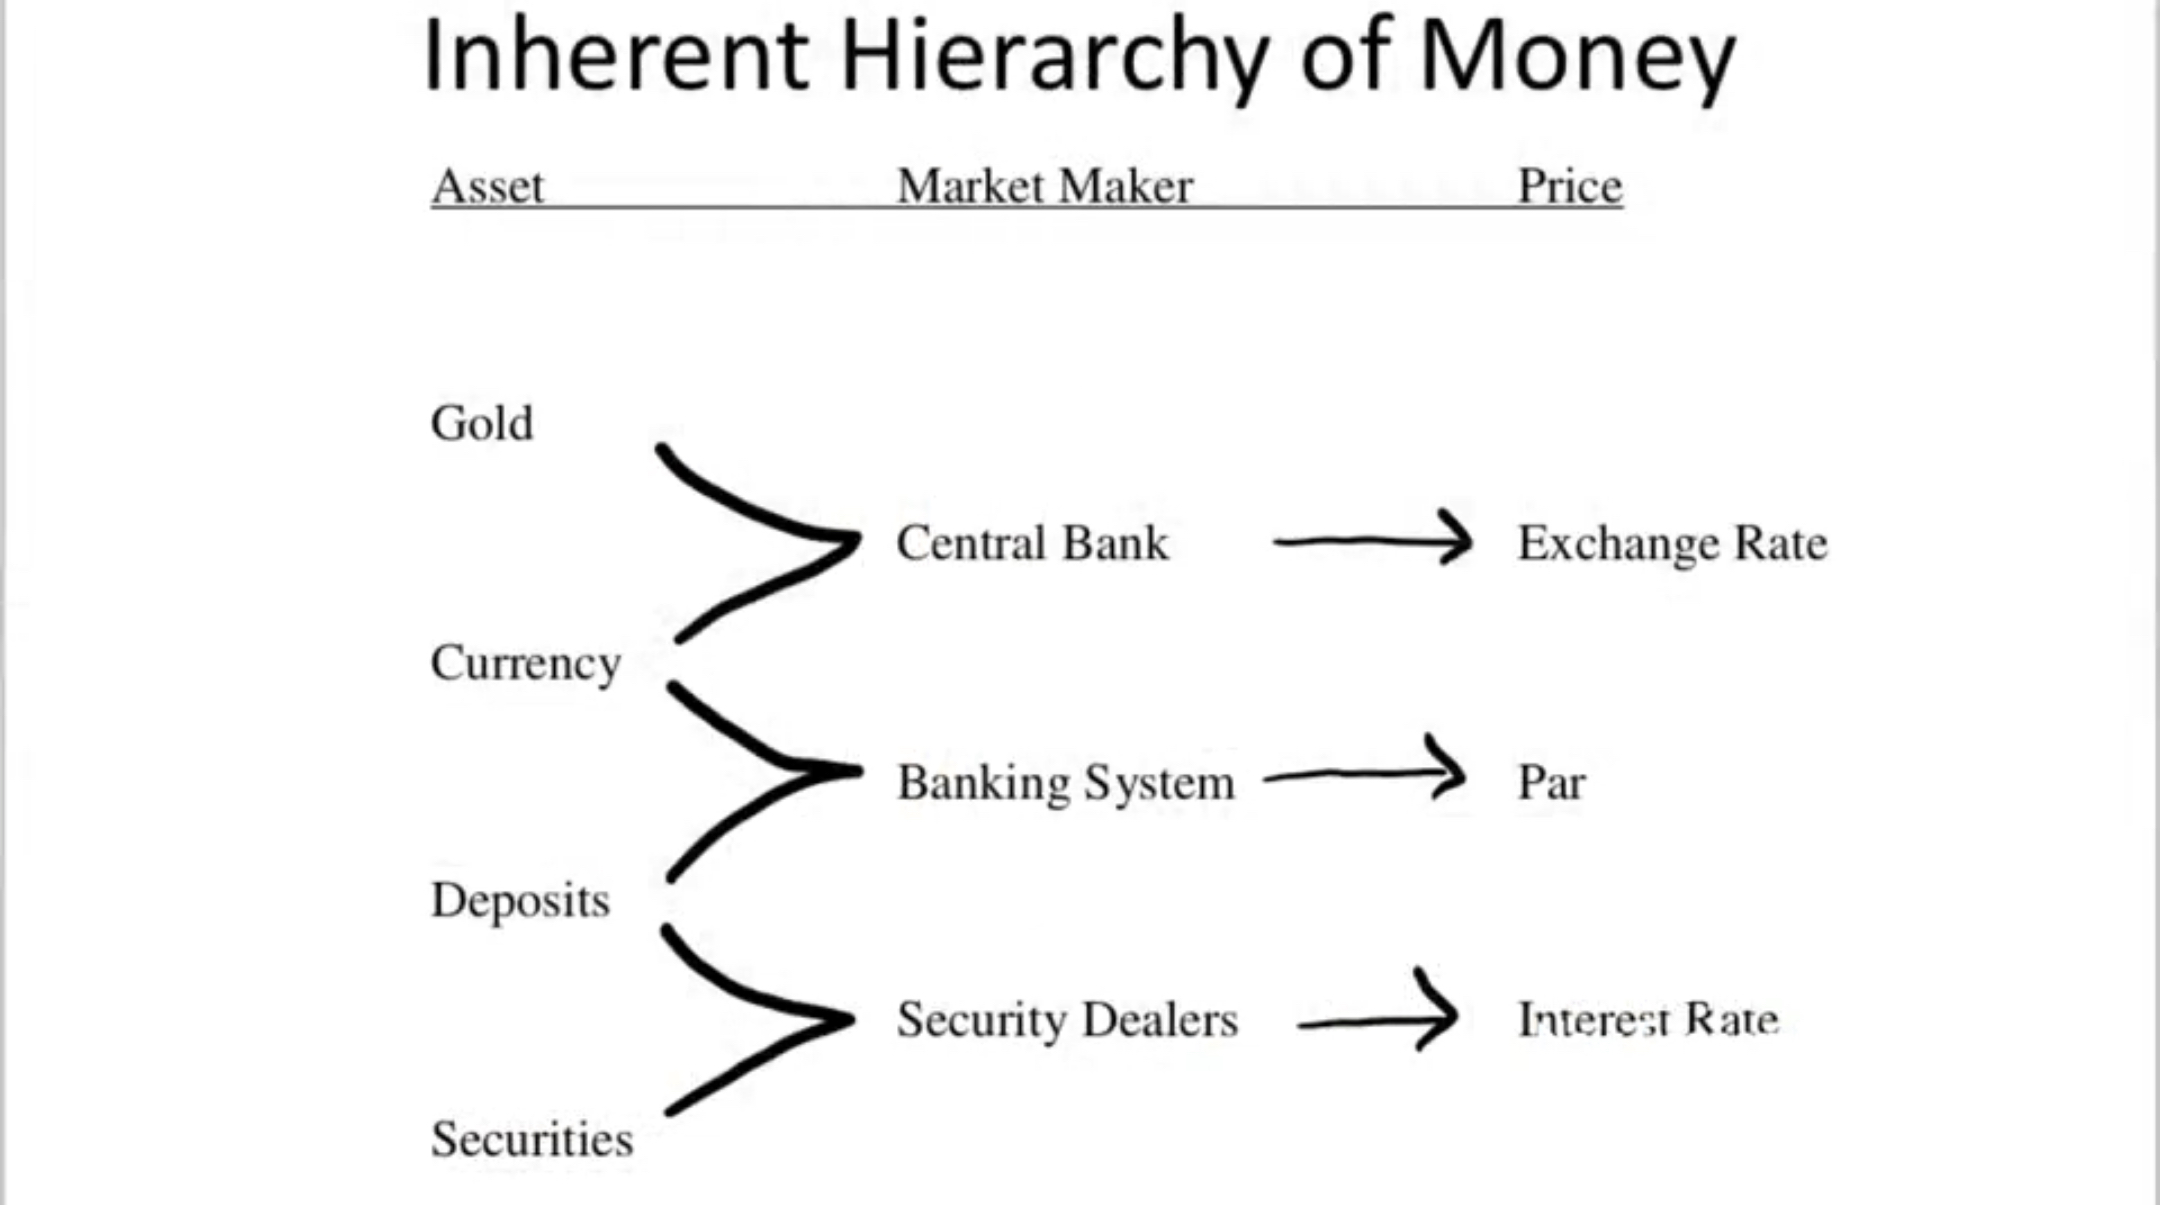 Inherent Hierarchy of Money
Asset Market Maker Price
Gold
Central Bank Exchange Rate
Currency
Banking System Par
Deposits
Security Dealers Interest Rate
Securities